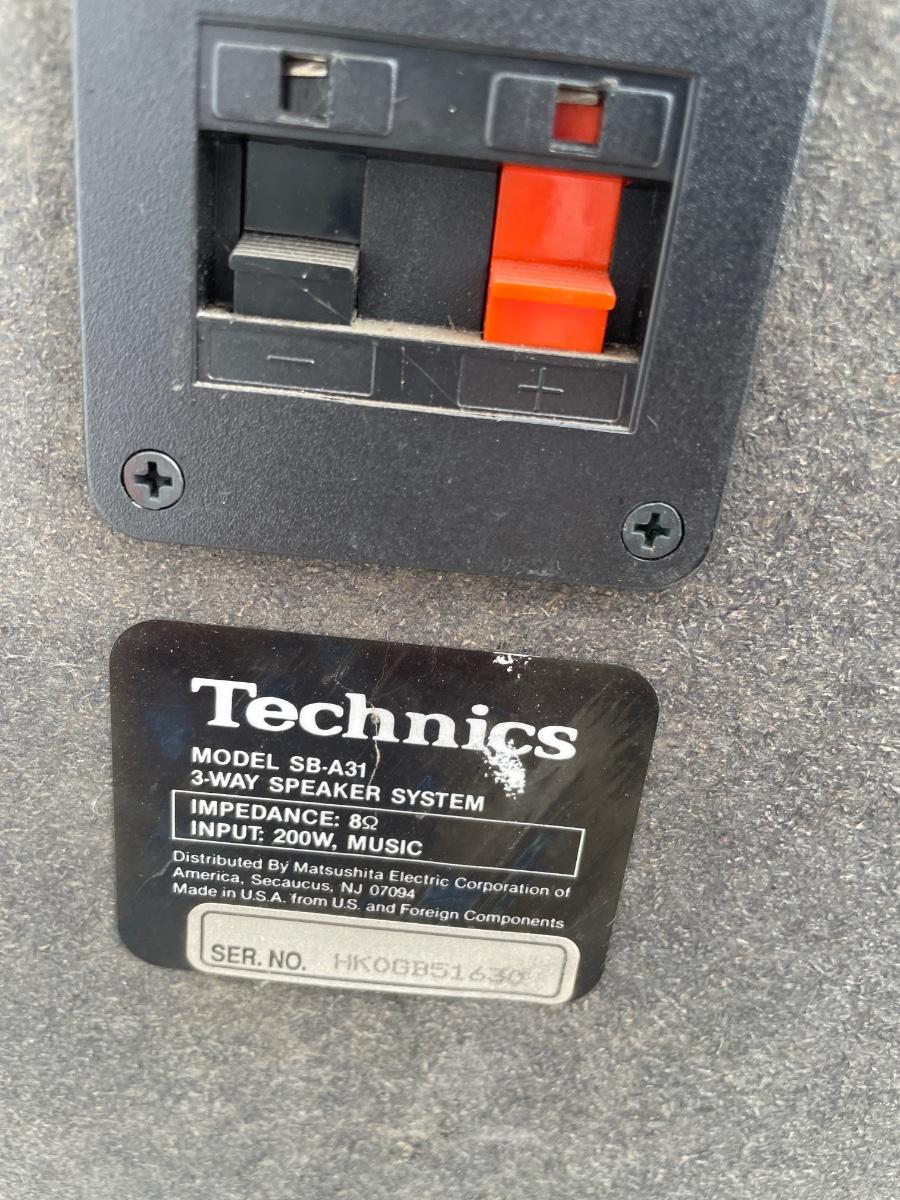 −
+
Technics
MODEL SB-A31
3-WAY SPEAKER SYSTEM
IMPEDANCE: 8Ω
INPUT: 200W, MUSIC
Distributed By Matsushita Electric Corporation of
America, Secaucus, NJ 07094
Made in U.S.A. from U.S. and Foreign Components
SER. NO. HK0GB51630